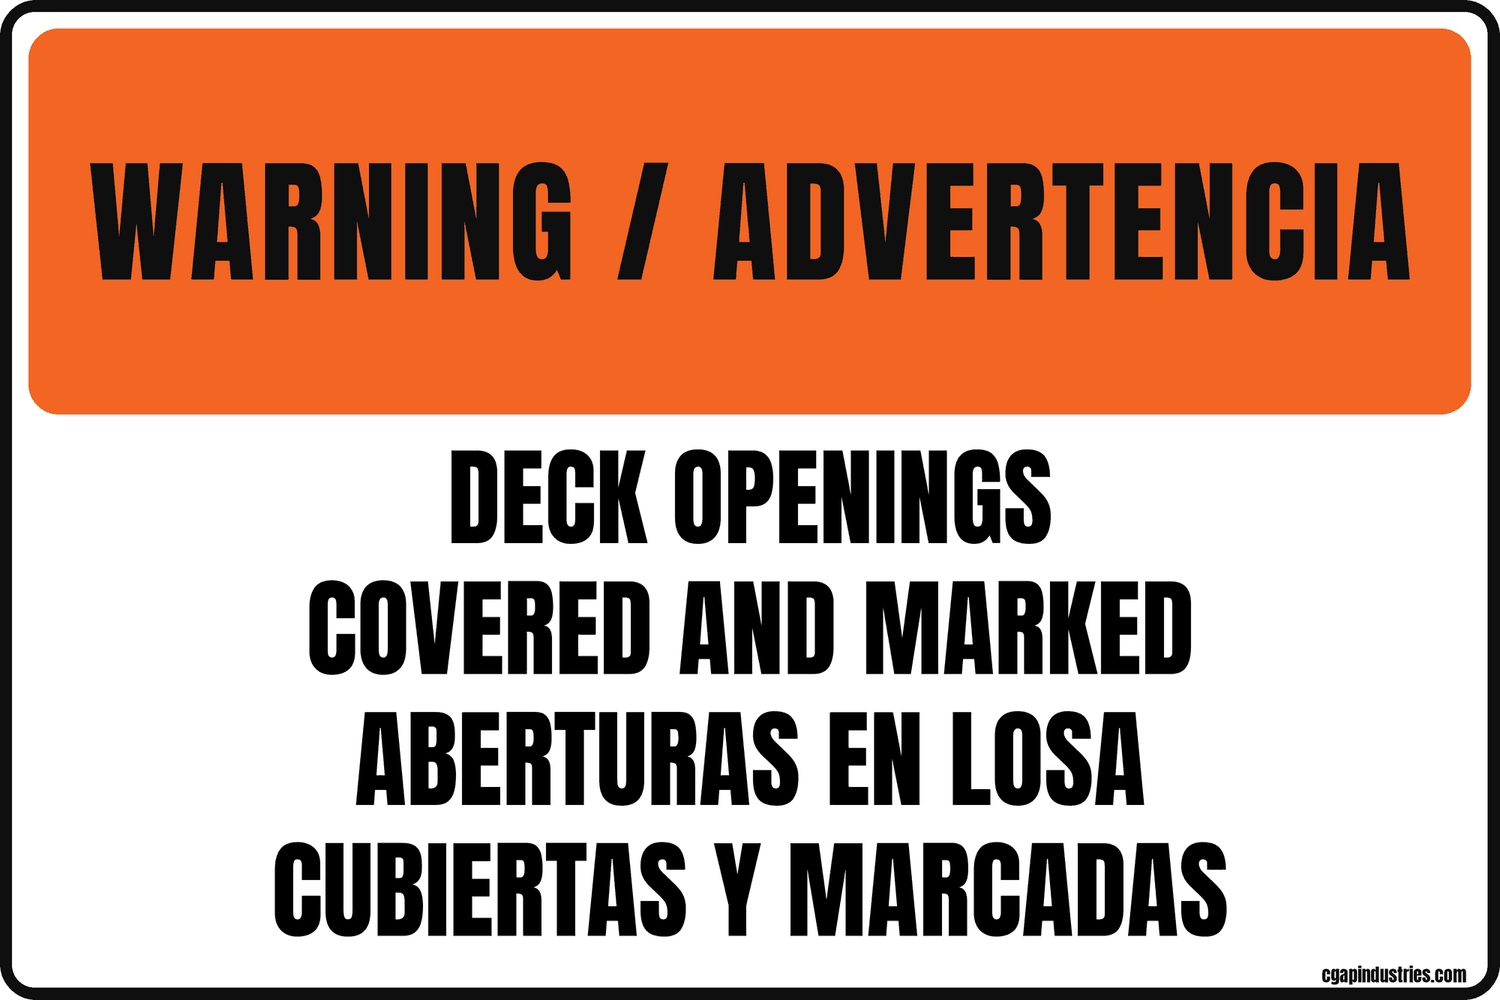 WARNING / ADVERTENCIA
DECK OPENINGS
COVERED AND MARKED
ABERTURAS EN LOSA
CUBIERTAS Y MARCADAS
cgapindustries.com